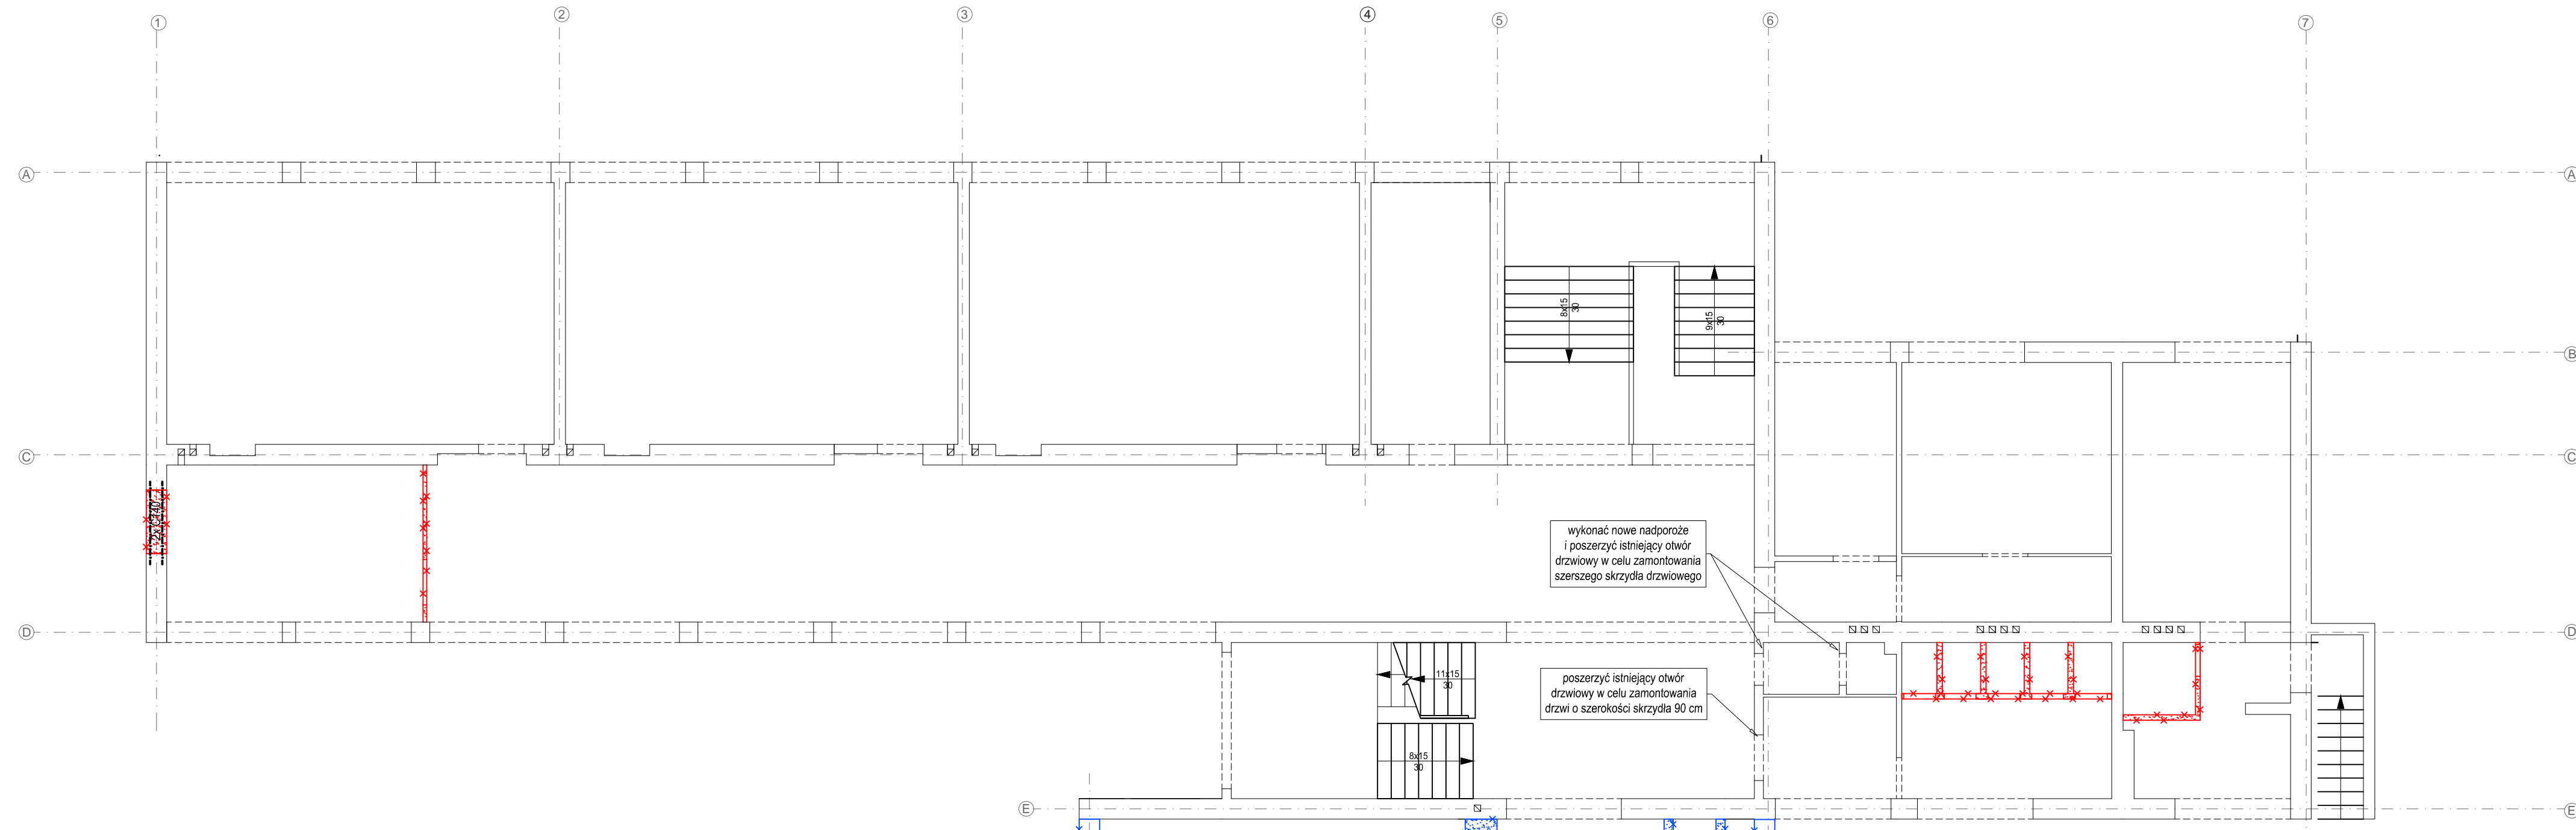 1
2
3
4
5
6
7
A
A
8x15
30
9x15
30
B
C
C
2x C140
wykonać nowe nadproże
i poszerzyć istniejący otwór
drzwiowy w celu zamontowania
szerszego skrzydła drzwiowego
D
D
11x15
30
poszerzyć istniejący otwór
drzwiowy w celu zamontowania
drzwi o szerokości skrzydła 90 cm
8x15
30
E
E